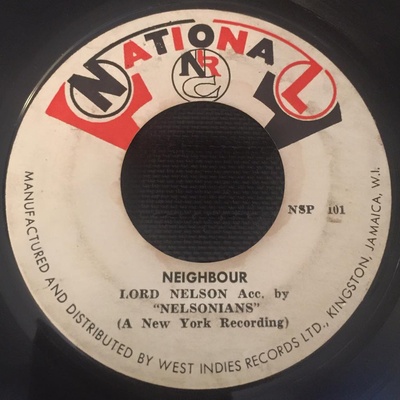 NATIONAL
NRC
NSP 101
NEIGHBOUR
LORD NELSON Acc. by
"NELSONIANS"
(A New York Recording)
MANUFACTURED AND DISTRIBUTED BY WEST INDIES RECORDS LTD., KINGSTON, JAMAICA, W.I.